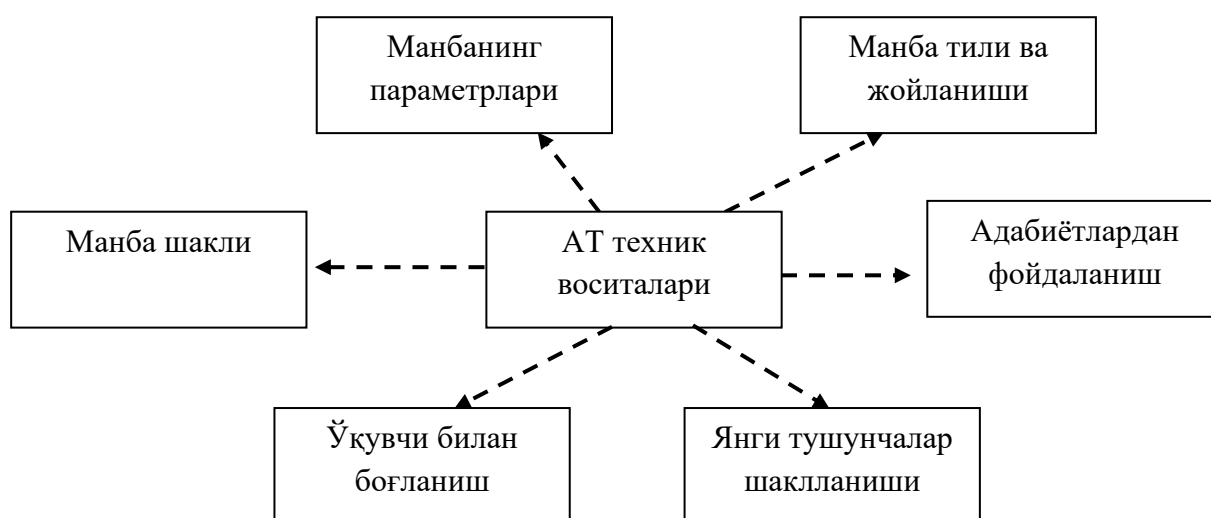 Манбанинг
параметрлари
Манба тили ва
жойланиши
Манба шакли
АТ техник
воситалари
Адабиётлардан
фойдаланиш
Ўқувчи билан
боғланиш
Янги тушунчалар
шаклланиши